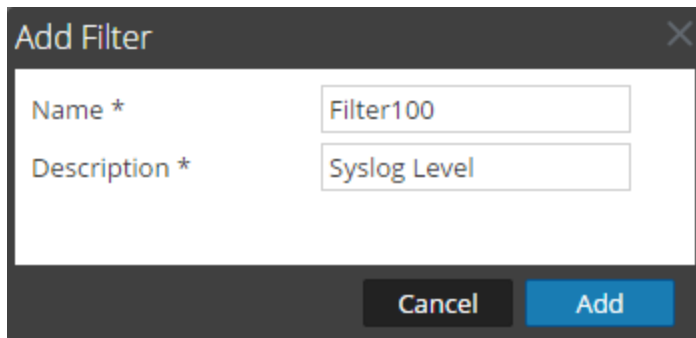 Add Filter
Name * Filter100
Description * Syslog Level
Cancel Add